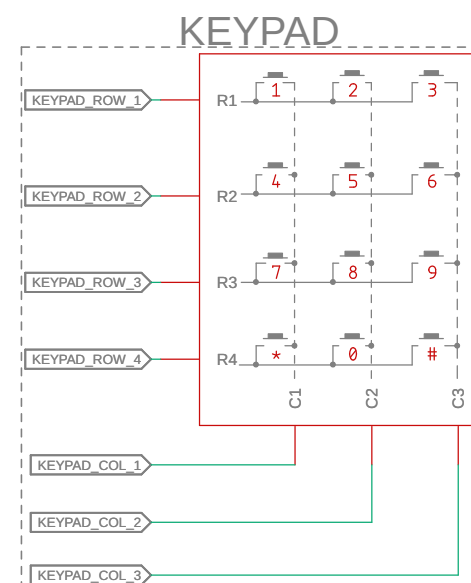 KEYPAD
KEYPAD_ROW_1 R1 1 2 3
KEYPAD_ROW_2 R2 4 5 6
KEYPAD_ROW_3 R3 7 8 9
KEYPAD_ROW_4 R4 * 0 #
C1 C2 C3
KEYPAD_COL_1
KEYPAD_COL_2
KEYPAD_COL_3